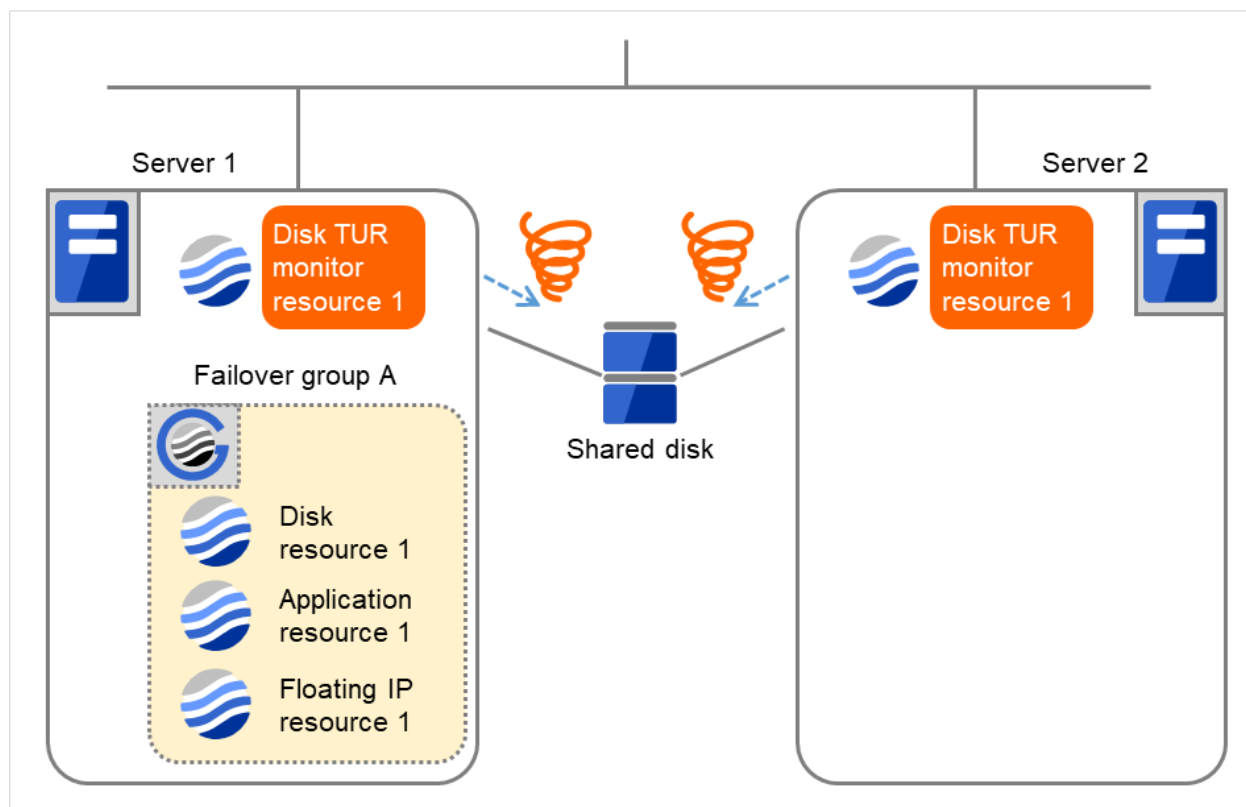 Server 1
Server 2
Disk TUR
monitor
resource 1
Disk TUR
monitor
resource 1
Shared disk
Failover group A
Disk
resource 1
Application
resource 1
Floating IP
resource 1